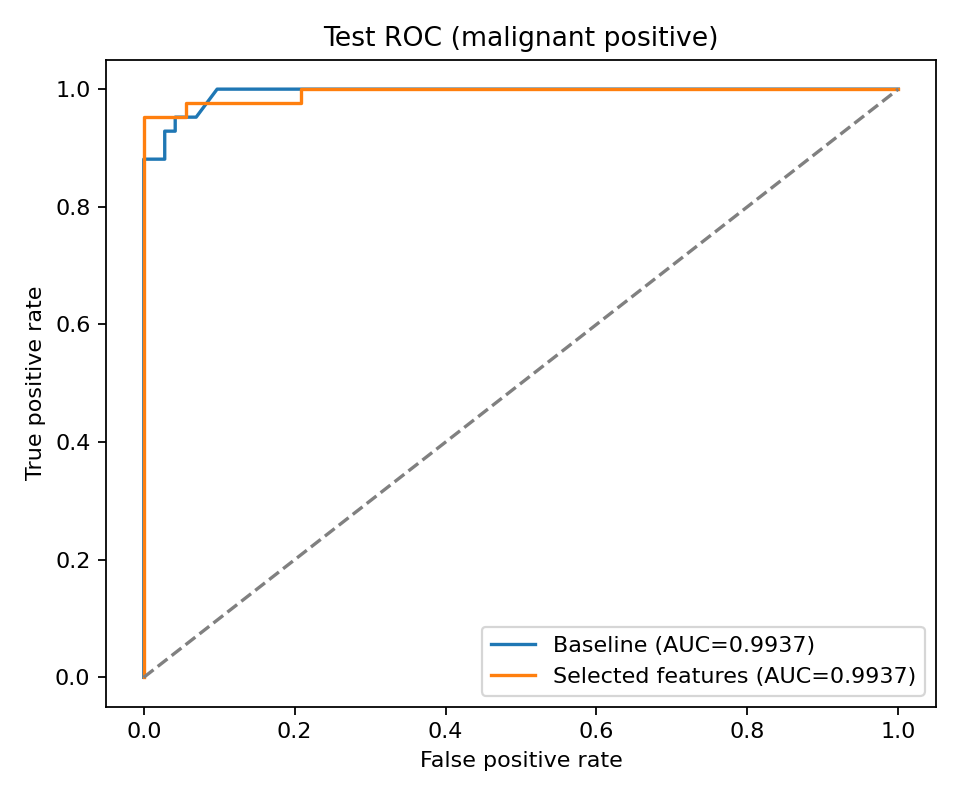 Test ROC (malignant positive)
True positive rate
1.0
0.8
0.6
0.4
0.2
0.0
Baseline (AUC=0.9937)
Selected features (AUC=0.9937)
0.0 0.2 0.4 0.6 0.8 1.0
False positive rate